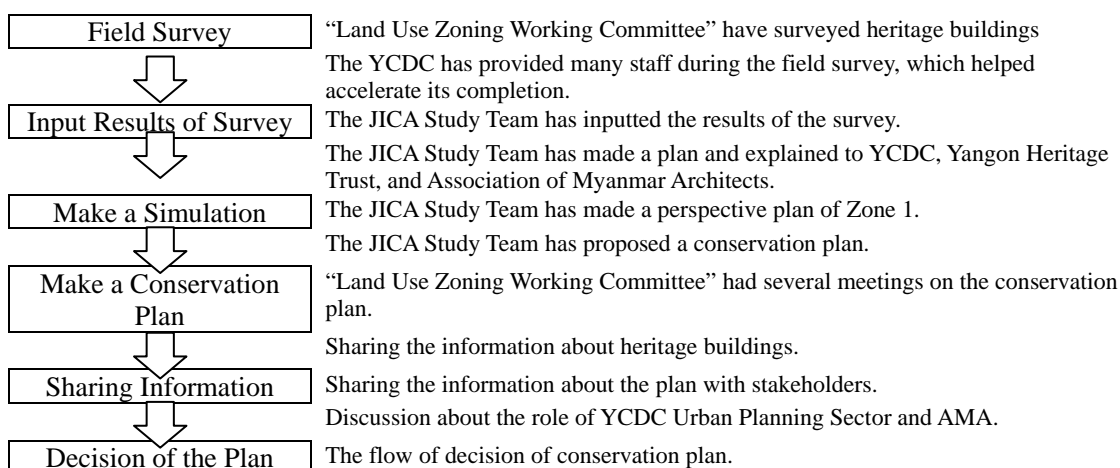 Field Survey
“Land Use Zoning Working Committee” have surveyed heritage buildings
The YCDC has provided many staff during the field survey, which helped
accelerate its completion.
Input Results of Survey
The JICA Study Team has inputted the results of the survey.
The JICA Study Team has made a plan and explained to YCDC, Yangon Heritage
Trust, and Association of Myanmar Architects.
Make a Simulation
The JICA Study Team has made a perspective plan of Zone 1.
The JICA Study Team has proposed a conservation plan.
Make a Conservation
Plan
“Land Use Zoning Working Committee” had several meetings on the conservation
plan.
Sharing the information about heritage buildings.
Sharing Information
Sharing the information about the plan with stakeholders.
Discussion about the role of YCDC Urban Planning Sector and AMA.
Decision of the Plan
The flow of decision of conservation plan.